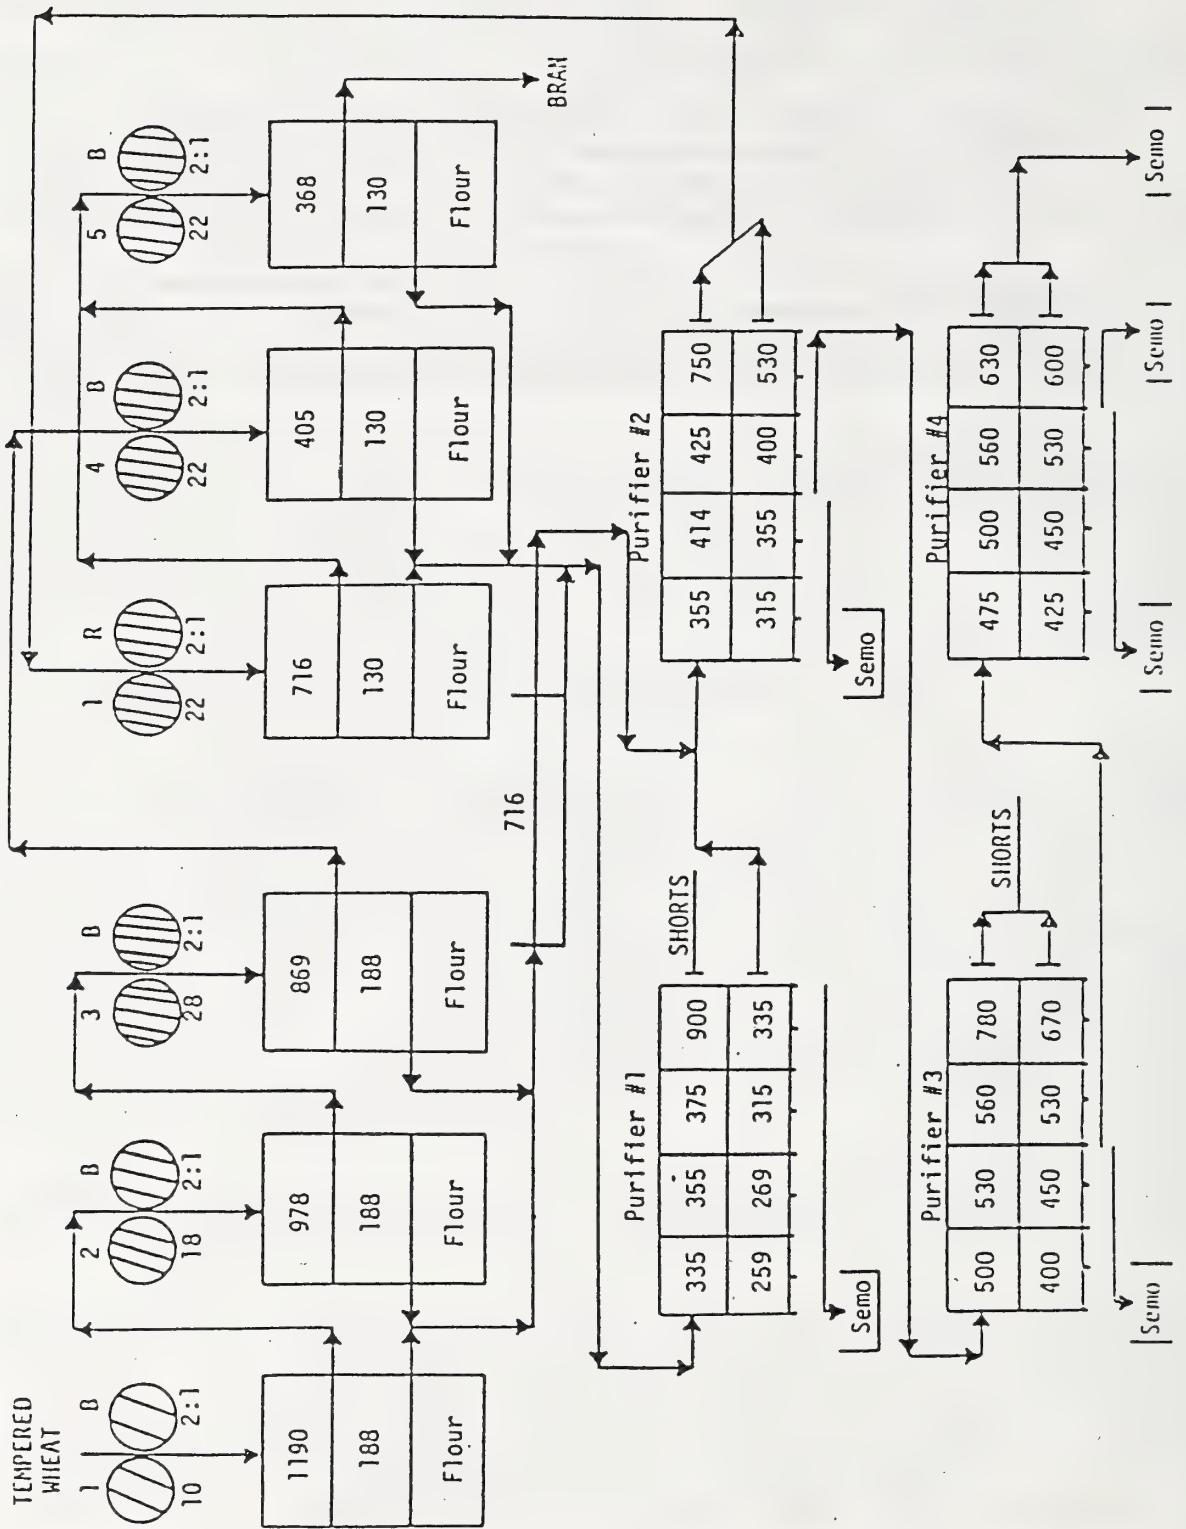 TEMPERED
WHEAT
1 B
10 2:1
1190
188
Flour
2 B
18 2:1
978
188
Flour
3 B
28 2:1
869
188
Flour
1 R
22 2:1
716
130
Flour
4 B
22 2:1
405
130
Flour
5 B
22 2:1
368
130
Flour
BRAN
716
Purifier #1
335 355 375 900
259 269 315 335
SHORTS
Semo
Purifier #2
355 414 425 750
315 355 400 530
Semo
Purifier #3
500 530 560 780
400 450 530 670
SHORTS
Semo
Purifier #4
475 500 560 630
425 450 530 600
Semo
Semo
Semo